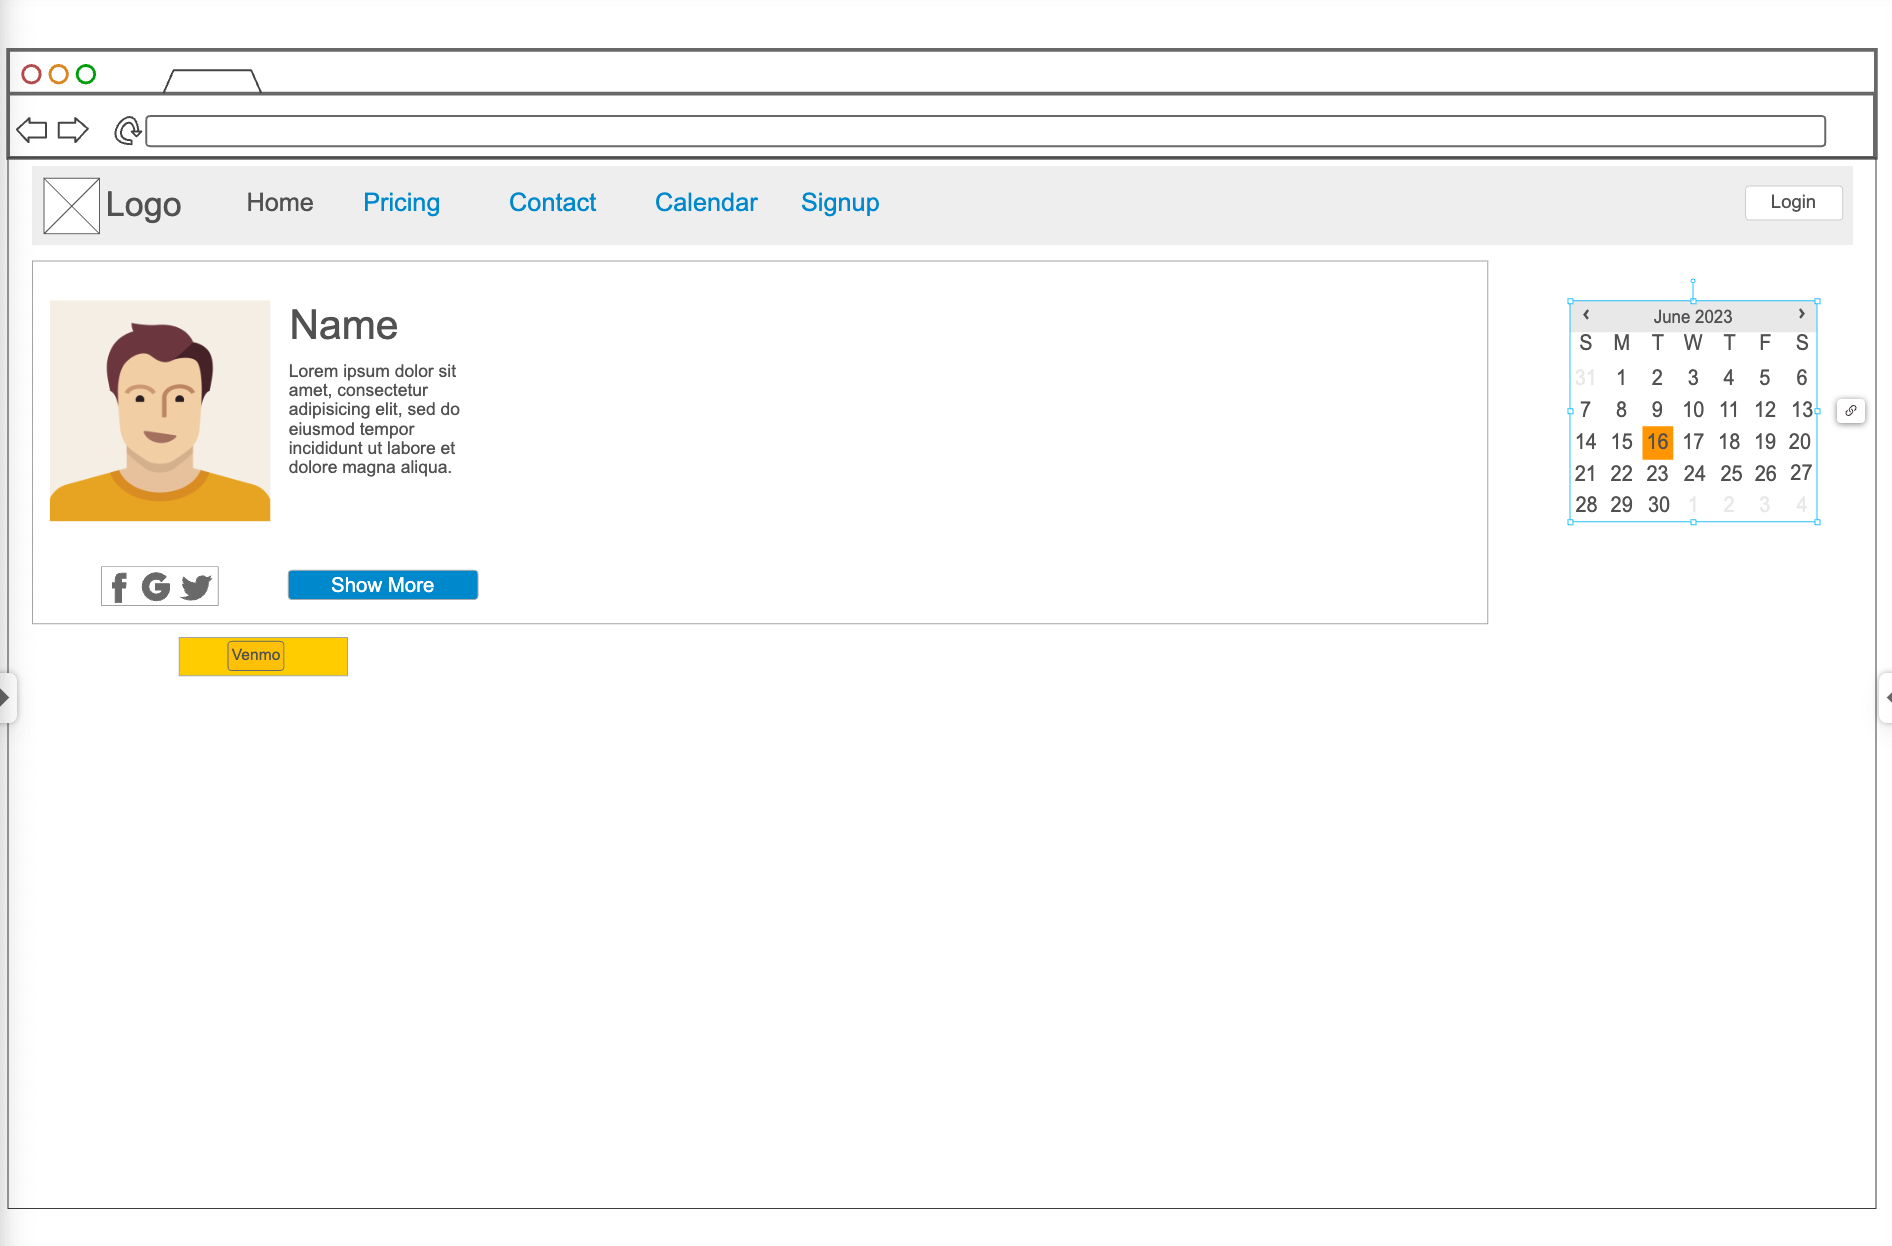 Logo Home Pricing Contact Calendar Signup Login
Name
Lorem ipsum dolor sit
amet, consectetur
adipisicing elit, sed do
eiusmod tempor
incididunt ut labore et
dolore magna aliqua.
Show More
Venmo
‹ June 2023 ›
S M T W T F S
31 1 2 3 4 5 6
7 8 9 10 11 12 13
14 15 16 17 18 19 20
21 22 23 24 25 26 27
28 29 30 1 2 3 4